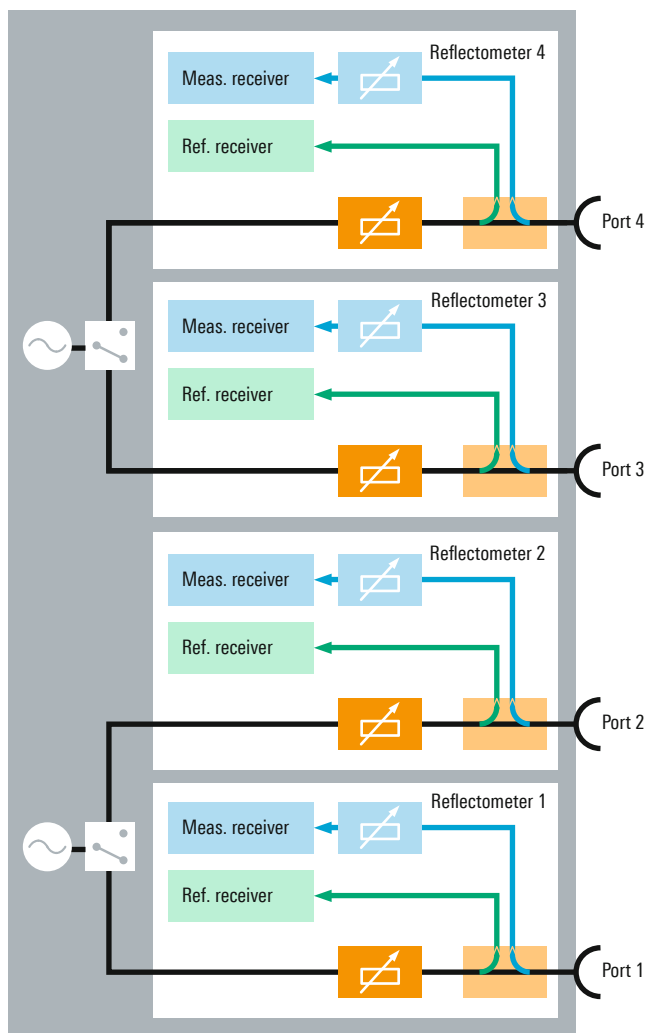 Reflectometer 4
Meas. receiver
Ref. receiver
Port 4
Reflectometer 3
Meas. receiver
Ref. receiver
Port 3
Reflectometer 2
Meas. receiver
Ref. receiver
Port 2
Reflectometer 1
Meas. receiver
Ref. receiver
Port 1